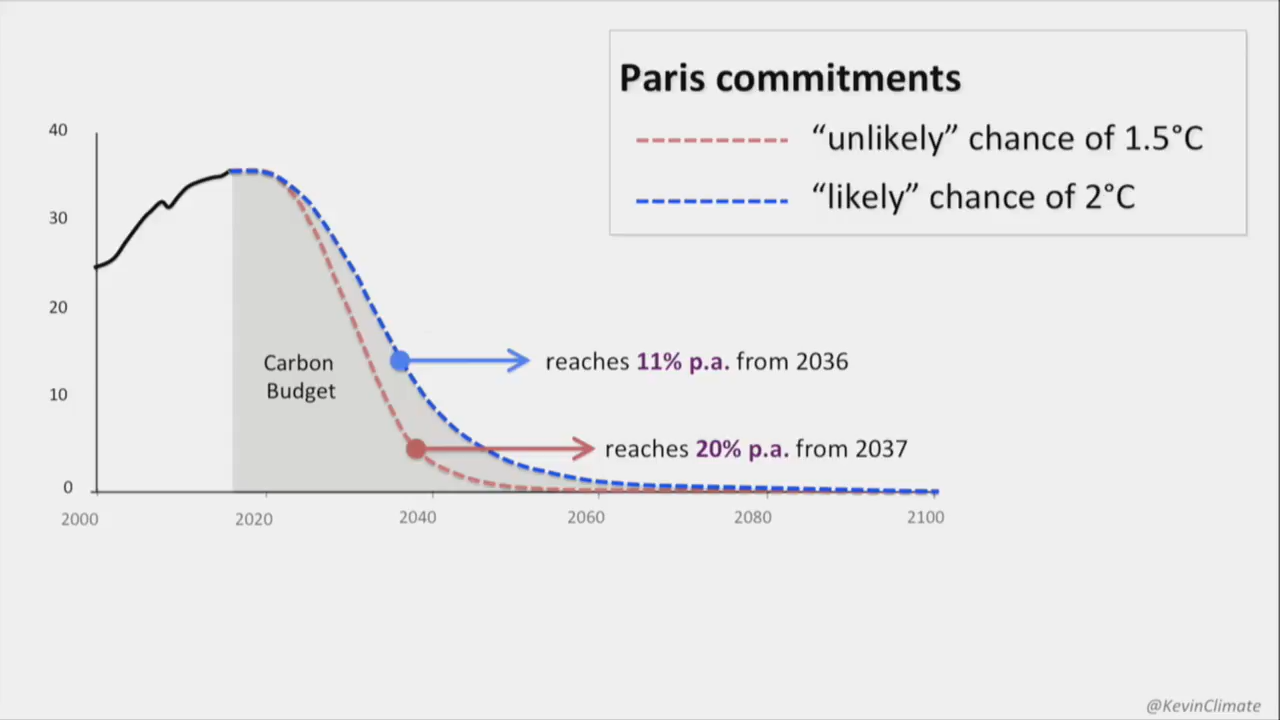 Paris commitments
“unlikely” chance of 1.5°C
“likely” chance of 2°C
40
30
20
10
0
Carbon
Budget
reaches 11% p.a. from 2036
reaches 20% p.a. from 2037
2000 2020 2040 2060 2080 2100
@KevinClimate